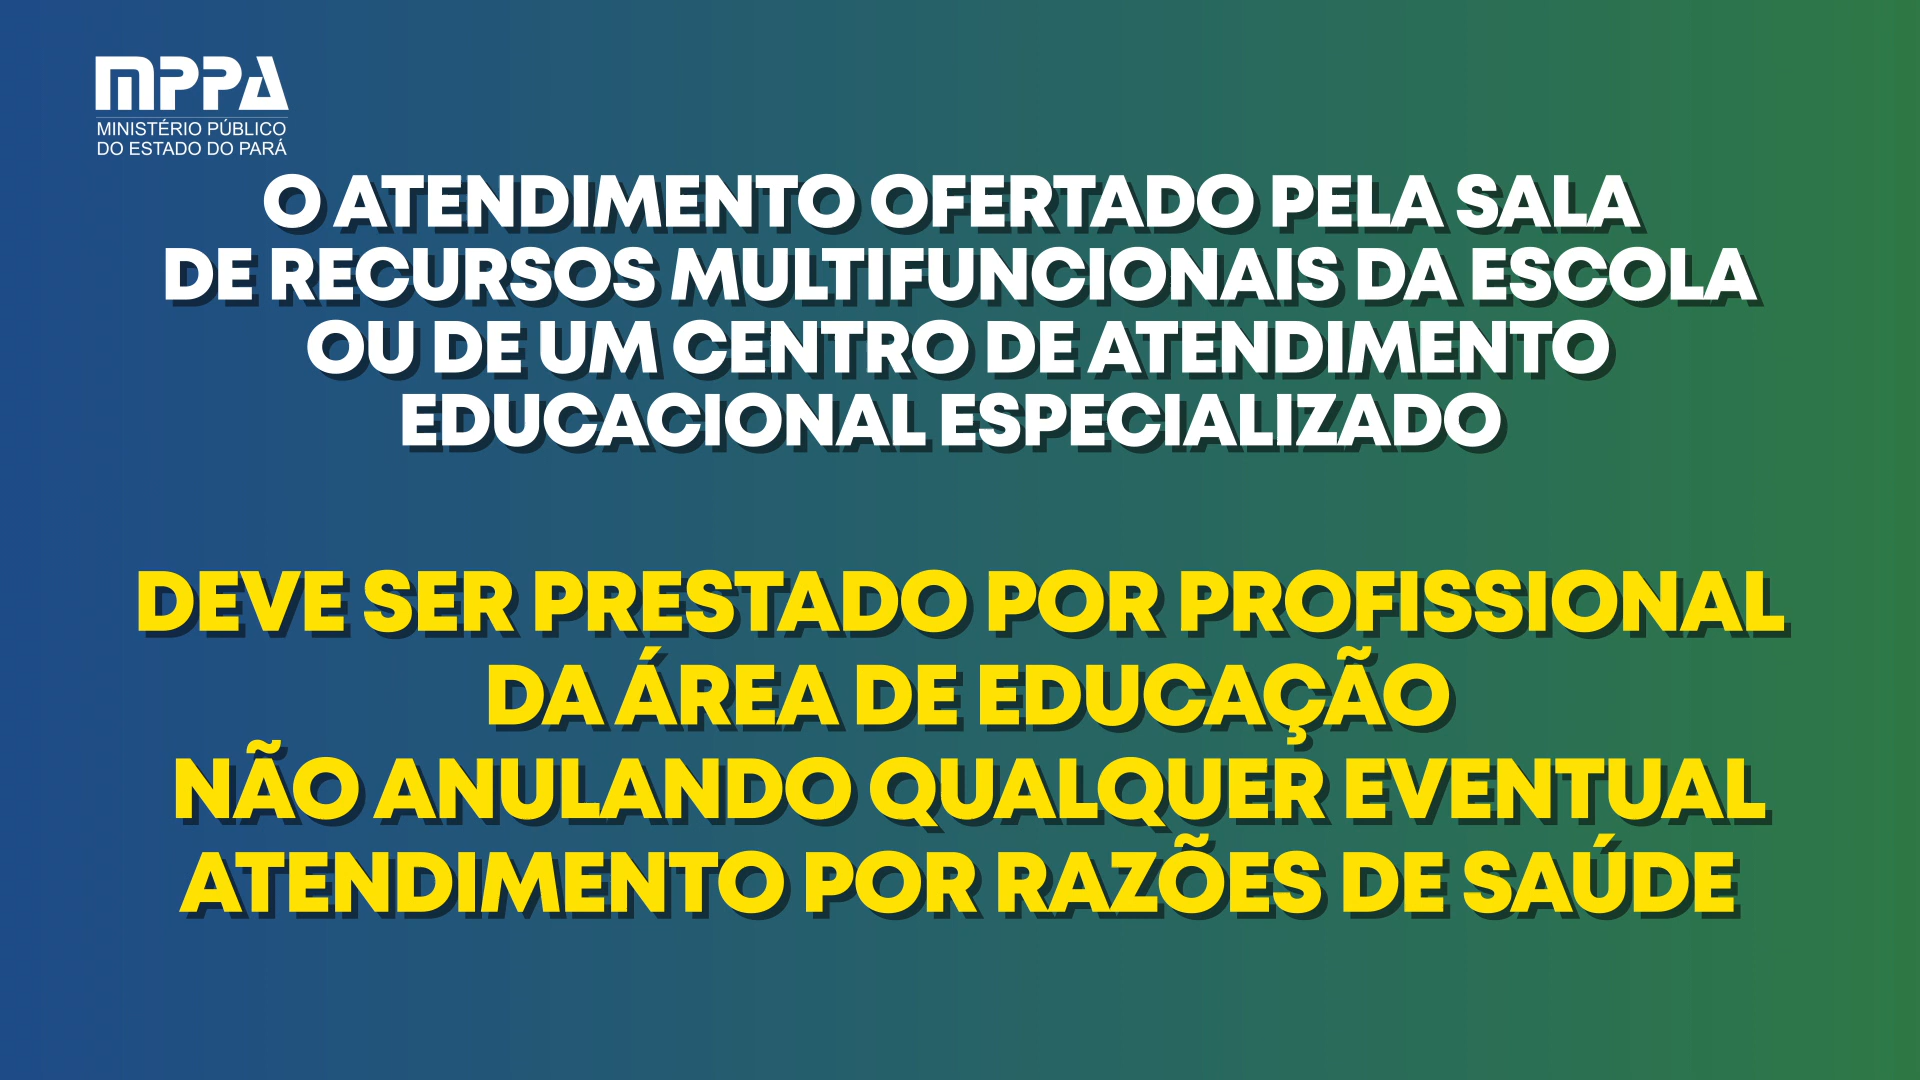 MPPA
MINISTÉRIO PÚBLICO
DO ESTADO DO PARÁ
O ATENDIMENTO OFERTADO PELA SALA
DE RECURSOS MULTIFUNCIONAIS DA ESCOLA
OU DE UM CENTRO DE ATENDIMENTO
EDUCACIONAL ESPECIALIZADO
DEVE SER PRESTADO POR PROFISSIONAL
DA ÁREA DE EDUCAÇÃO
NÃO ANULANDO QUALQUER EVENTUAL
ATENDIMENTO POR RAZÕES DE SAÚDE